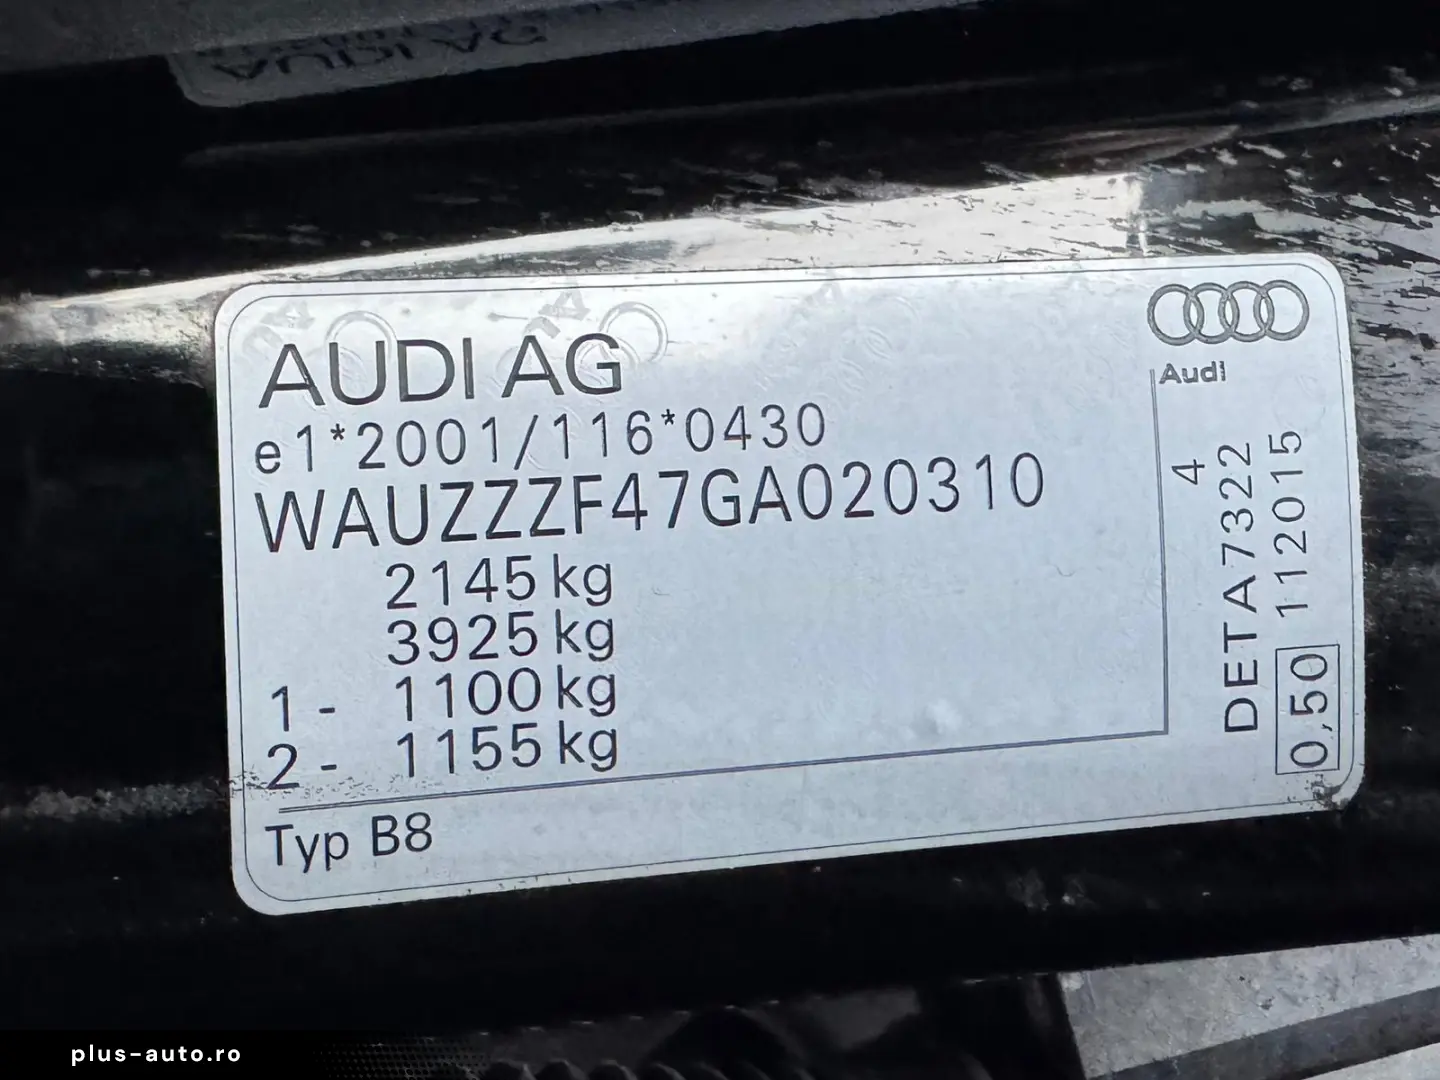 AUDI AG
e1*2001/116*0430
WAUZZZF47GA020310
2145 kg
3925 kg
1 - 1100 kg
2 - 1155 kg
Typ B8
Audi
4
DETA7322
0,50 112015
plus-auto.ro